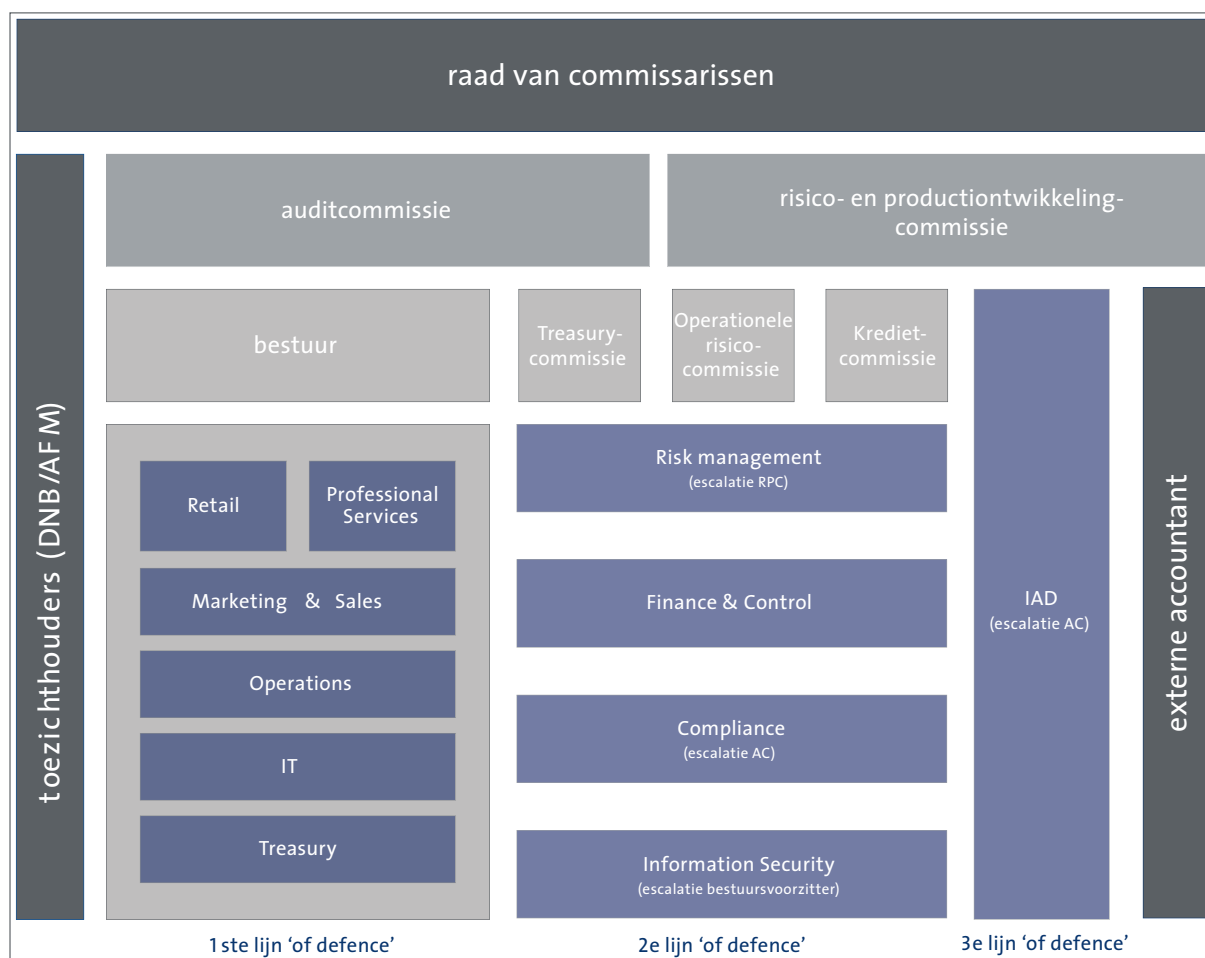 raad van commissarissen
toezichthouders (DNB/AFM)
auditcommissie
risico- en productiontwikkeling-
commissie
bestuur
Treasury-
commissie
Operationele
risico-
commissie
Krediet-
commissie
Retail
Professional
Services
Marketing & Sales
Operations
IT
Treasury
Risk management
(escalatie RPC)
Finance & Control
Compliance
(escalatie AC)
Information Security
(escalatie bestuursvoorzitter)
IAD
(escalatie AC)
externe accountant
1ste lijn ‘of defence’
2e lijn ‘of defence’
3e lijn ‘of defence’